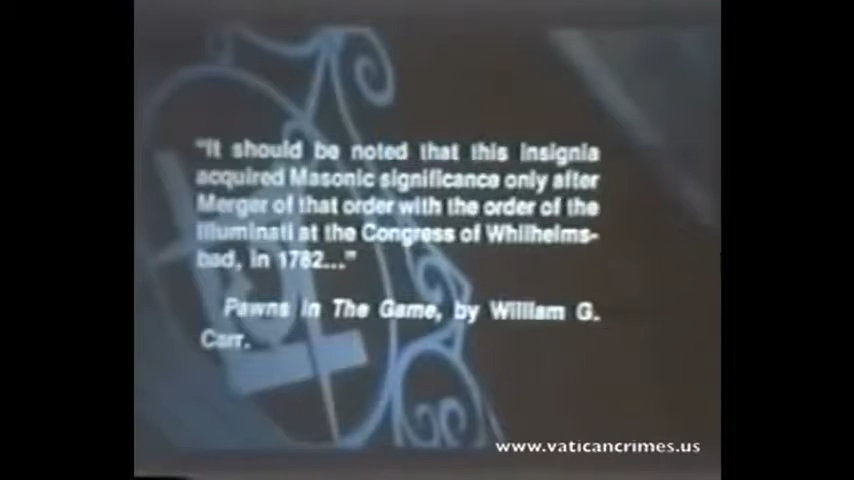 "It should be noted that this insignia
acquired Masonic significance only after
Merger of that order with the order of the
Illuminati at the Congress of Whilhelms-
bad, in 1782..."
Pawns In The Game, by William G.
Carr.
www.vaticancrimes.us